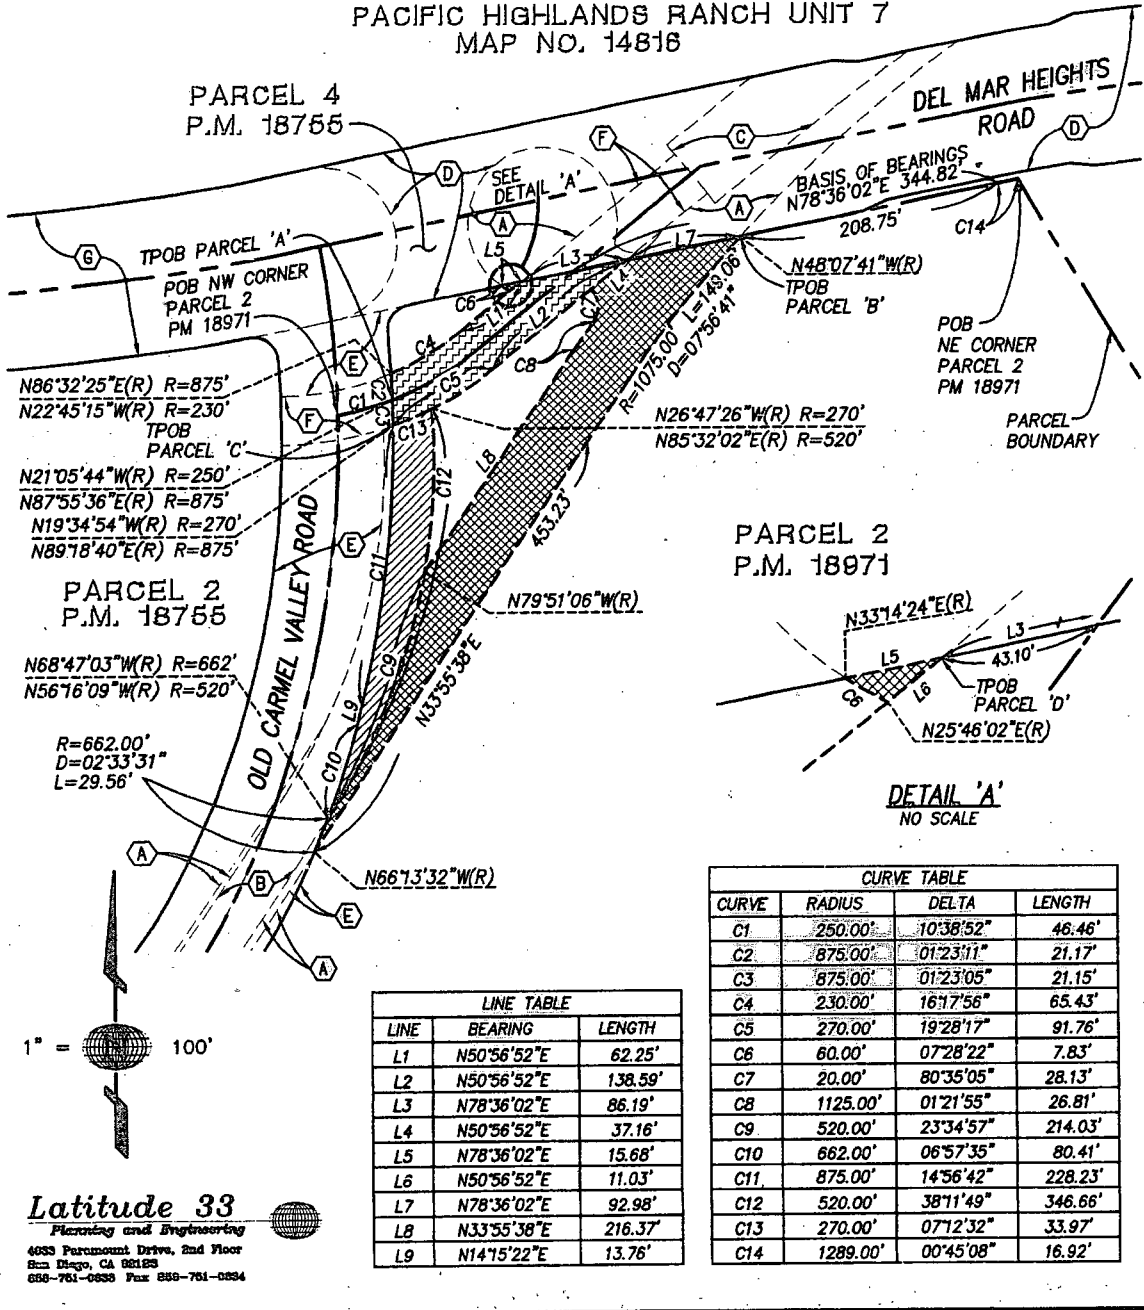 PACIFIC HIGHLANDS RANCH UNIT 7
MAP NO. 14816
PARCEL 4
P.M. 18755
DEL MAR HEIGHTS
ROAD
F
C
D
D
SEE
DETAIL 'A'
A
A
BASIS OF BEARINGS
N78°36'02"E 344.82'
208.75'
C14
G
TPOB PARCEL 'A'
POB NW CORNER
PARCEL 2
PM 18971
L5
L3
L7
C6
L1
L2
L4
C7
C4
C5
C8
N48°07'41"W(R)
TPOB
PARCEL 'B'
POB
NE CORNER
PARCEL 2
PM 18971
PARCEL
BOUNDARY
R=1075.00' L=149.06'
D=07°56'41"
E
F
C1
C2
C3
C13
N86°32'25"E(R) R=875'
N22°45'15"W(R) R=230'
TPOB
PARCEL 'C'
N21°05'44"W(R) R=250'
N87°55'36"E(R) R=875'
N19°34'54"W(R) R=270'
N89°18'40"E(R) R=875'
N26°47'26"W(R) R=270'
N85°32'02"E(R) R=520'
L8
C12
453.23'
E
C11
PARCEL 2
P.M. 18755
OLD CARMEL VALLEY ROAD
PARCEL 2
P.M. 18971
N79°51'06"W(R)
N33°55'38"E
C9
L9
C10
N68°47'03"W(R) R=662'
N56°16'09"W(R) R=520'
R=662.00'
D=02°33'31"
L=29.56'
N33°14'24"E(R)
L3
43.10'
L5
C6
L6
TPOB
PARCEL 'D'
N25°46'02"E(R)
DETAIL 'A'
NO SCALE
A
B
E
A
N66°13'32"W(R)
1" = 100'
LINE TABLE
LINE BEARING LENGTH
L1 N50°56'52"E 62.25'
L2 N50°56'52"E 138.59'
L3 N78°36'02"E 86.19'
L4 N50°56'52"E 37.16'
L5 N78°36'02"E 15.68'
L6 N50°56'52"E 11.03'
L7 N78°36'02"E 92.98'
L8 N33°55'38"E 216.37'
L9 N14°15'22"E 13.76'
CURVE TABLE
CURVE RADIUS DELTA LENGTH
C1 250.00' 10°38'52" 46.46'
C2 875.00' 01°23'11" 21.17'
C3 875.00' 01°23'05" 21.15'
C4 230.00' 16°17'56" 65.43'
C5 270.00' 19°28'17" 91.76'
C6 60.00' 07°28'22" 7.83'
C7 20.00' 80°35'05" 28.13'
C8 1125.00' 01°21'55" 26.81'
C9 520.00' 23°34'57" 214.03'
C10 662.00' 06°57'35" 80.41'
C11 875.00' 14°56'42" 228.23'
C12 520.00' 38°11'49" 346.66'
C13 270.00' 07°12'32" 33.97'
C14 1289.00' 00°45'08" 16.92'
Latitude 33
Planning and Engineering
4933 Paramount Drive, 2nd Floor
San Diego, CA 92123
858-751-0633 Fax 858-751-0634